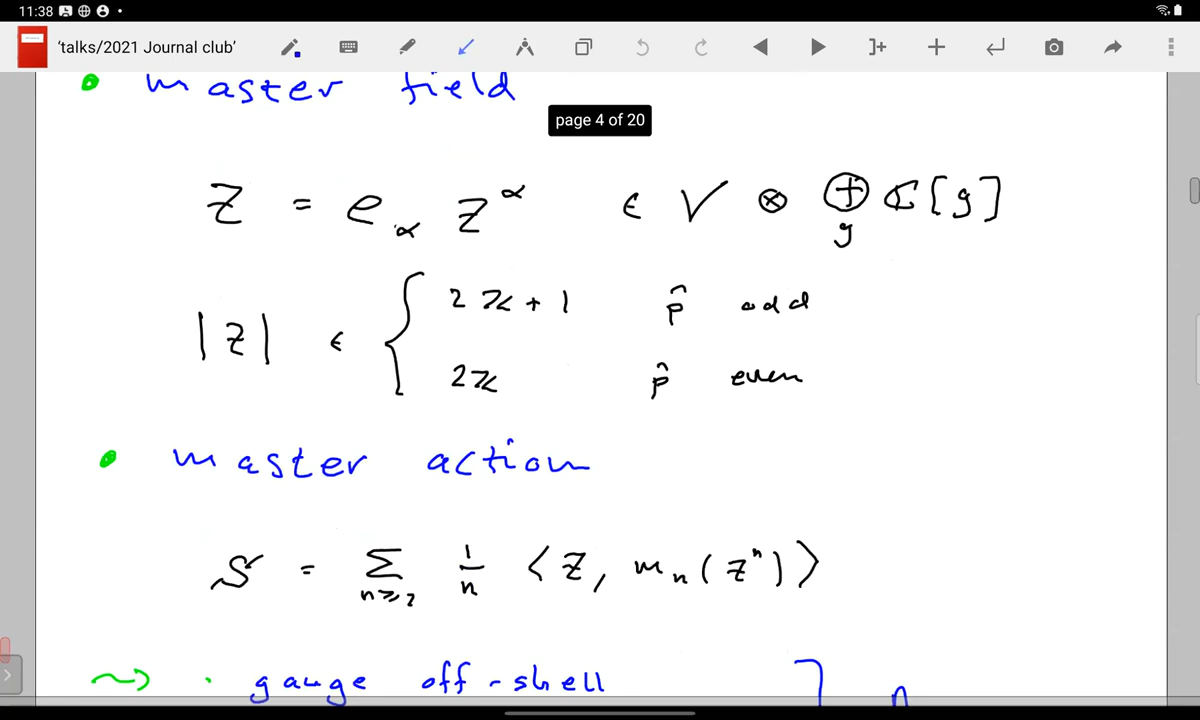 11:38
'talks/2021 Journal club'
master field
page 4 of 20
Z = e_α Z^α ∈ V ⊗ ⊕_g ℂ[g]
|Z| ∈ { 2ℤ + 1 p̂ odd
2ℤ p̂ even
master action
S = Σ_{n≥2} 1/n ⟨Z, m_n(Z^n)⟩
⇝ · gauge off-shell